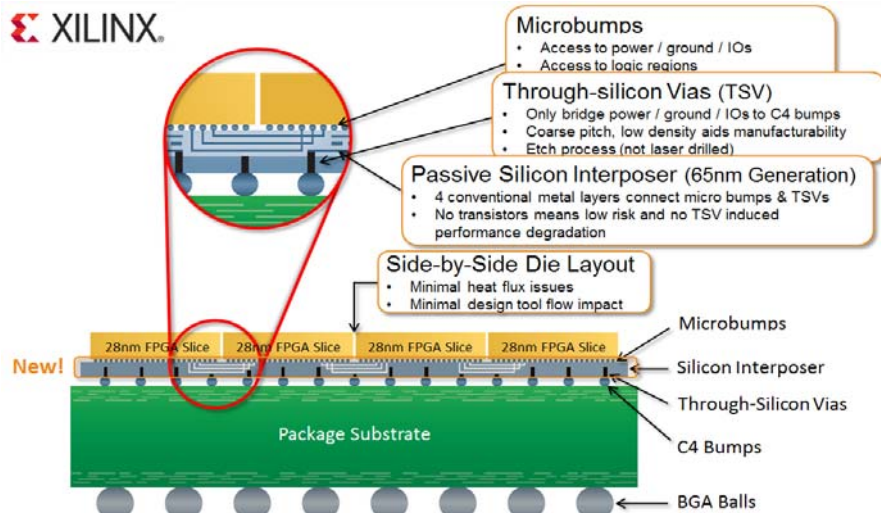 XILINX®
Microbumps
• Access to power / ground / IOs
• Access to logic regions
Through-silicon Vias (TSV)
• Only bridge power / ground / IOs to C4 bumps
• Coarse pitch, low density aids manufacturability
• Etch process (not laser drilled)
Passive Silicon Interposer (65nm Generation)
• 4 conventional metal layers connect micro bumps & TSVs
• No transistors means low risk and no TSV induced
performance degradation
Side-by-Side Die Layout
• Minimal heat flux issues
• Minimal design tool flow impact
28nm FPGA Slice
28nm FPGA Slice
28nm FPGA Slice
28nm FPGA Slice
New!
Microbumps
Silicon Interposer
Through-Silicon Vias
C4 Bumps
BGA Balls
Package Substrate